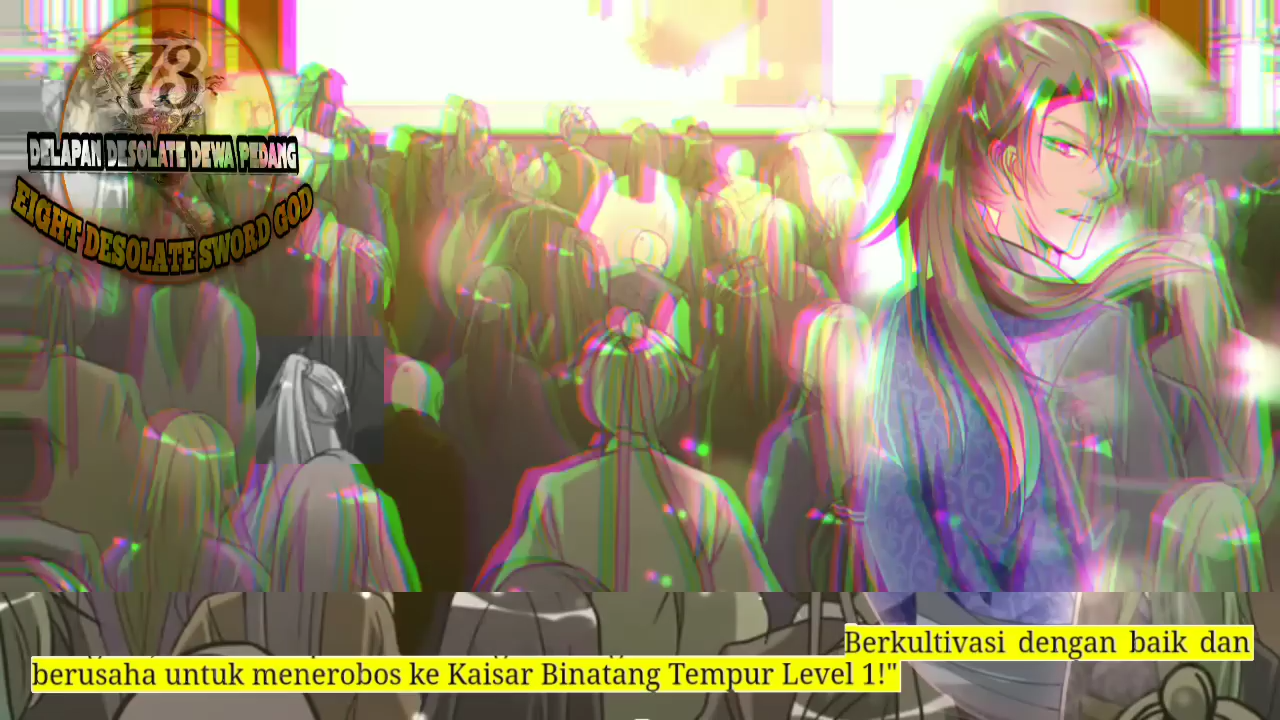 73
DELAPAN DESOLATE DEWA PEDANG
EIGHT DESOLATE SWORD GOD
Berkultivasi dengan baik dan
berusaha untuk menerobos ke Kaisar Binatang Tempur Level 1!"